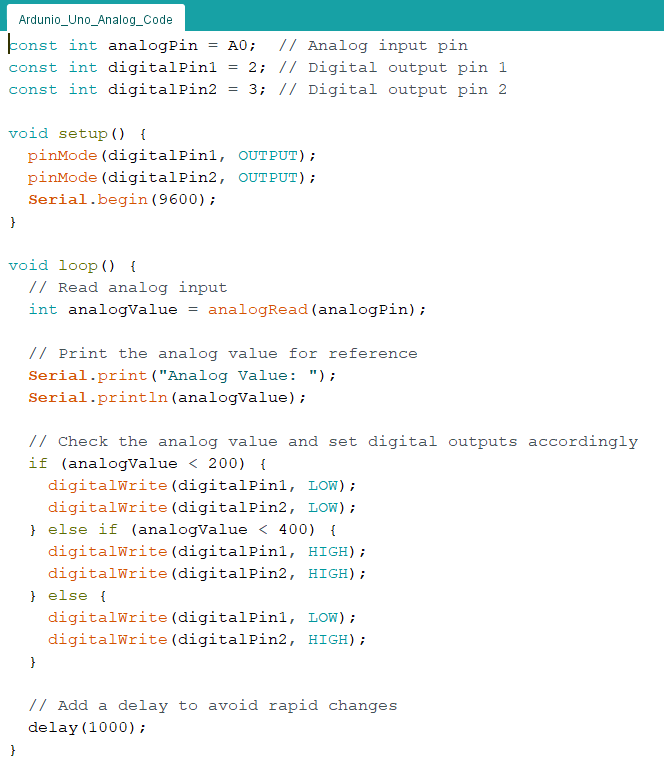 Ardunio_Uno_Analog_Code
const int analogPin = A0;  // Analog input pin
const int digitalPin1 = 2; // Digital output pin 1
const int digitalPin2 = 3; // Digital output pin 2

void setup() {
  pinMode(digitalPin1, OUTPUT);
  pinMode(digitalPin2, OUTPUT);
  Serial.begin(9600);
}

void loop() {
  // Read analog input
  int analogValue = analogRead(analogPin);

  // Print the analog value for reference
  Serial.print("Analog Value: ");
  Serial.println(analogValue);

  // Check the analog value and set digital outputs accordingly
  if (analogValue < 200) {
    digitalWrite(digitalPin1, LOW);
    digitalWrite(digitalPin2, LOW);
  } else if (analogValue < 400) {
    digitalWrite(digitalPin1, HIGH);
    digitalWrite(digitalPin2, HIGH);
  } else {
    digitalWrite(digitalPin1, LOW);
    digitalWrite(digitalPin2, HIGH);
  }

  // Add a delay to avoid rapid changes
  delay(1000);
}